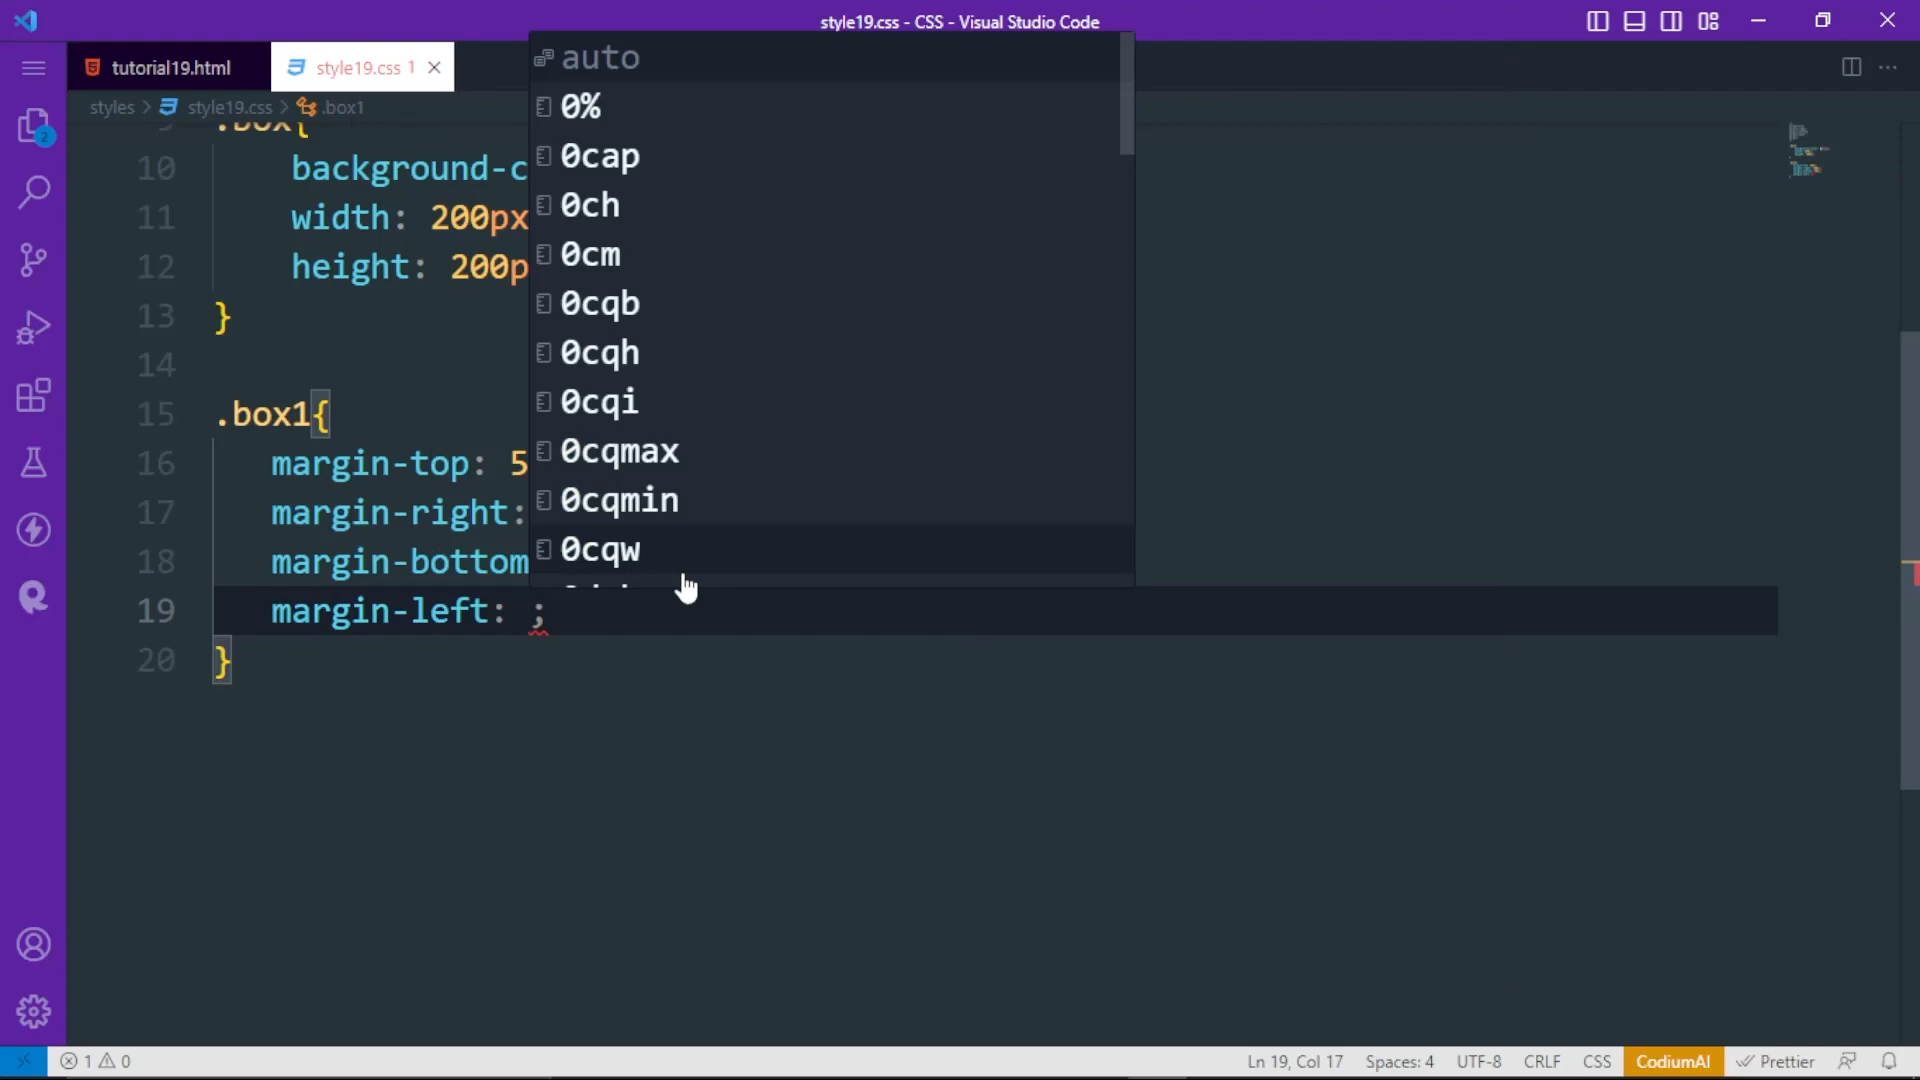 style19.css - CSS - Visual Studio Code
tutorial19.html
style19.css 1
styles > style19.css > .box1
.box{
10 background-c
11 width: 200px
12 height: 200p
13 }
14
15 .box1{
16 margin-top: 5
17 margin-right:
18 margin-bottom
19 margin-left: ;
20 }
auto
0%
0cap
0ch
0cm
0cqb
0cqh
0cqi
0cqmax
0cqmin
0cqw
2
1 0
Ln 19, Col 17 Spaces: 4 UTF-8 CRLF CSS CodiumAI Prettier